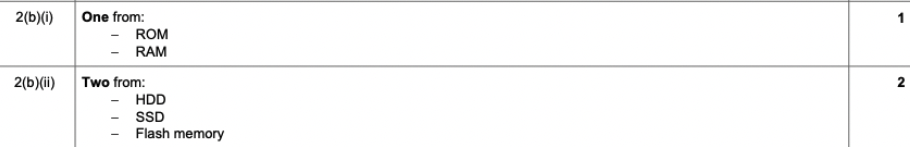 2(b)(i) One from: 1
– ROM
– RAM
2(b)(ii) Two from: 2
– HDD
– SSD
– Flash memory